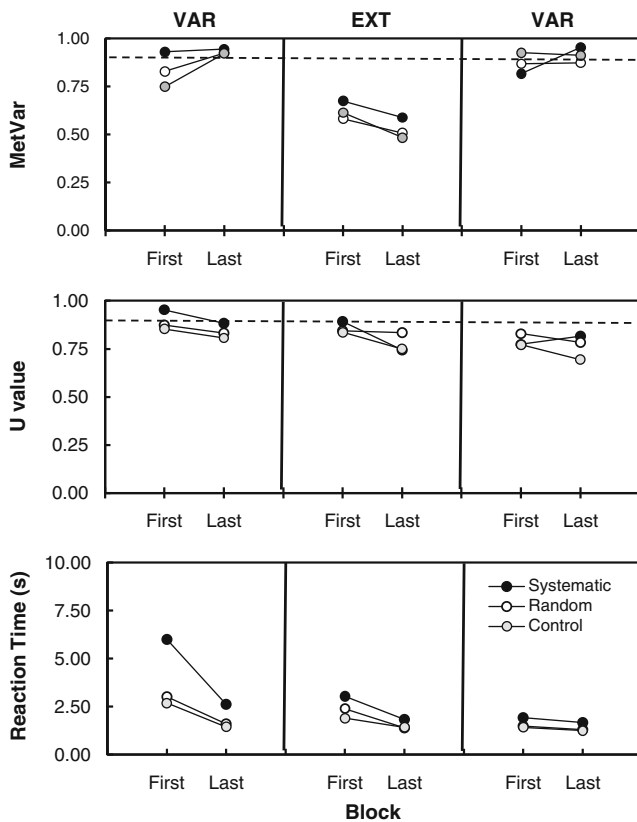 VAR EXT VAR
MetVar
1.00
0.75
0.50
0.25
0.00
First Last First Last First Last
U value
1.00
0.75
0.50
0.25
0.00
First Last First Last First Last
Reaction Time (s)
10.00
7.50
5.00
2.50
0.00
Systematic
Random
Control
First Last First Last First Last
Block